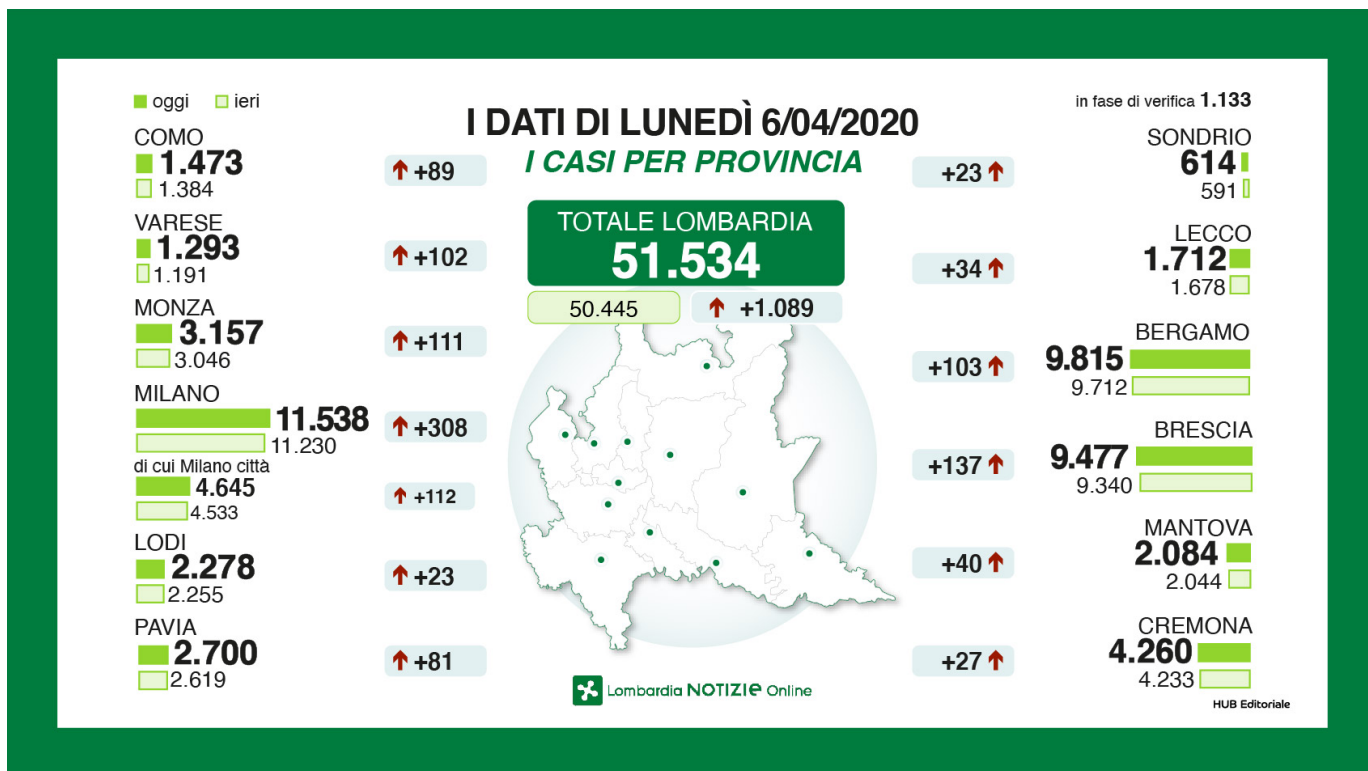 oggi ieri
COMO
1.473
1.384
+89
VARESE
1.293
1.191
+102
MONZA
3.157
3.046
+111
MILANO
11.538
11.230
+308
di cui Milano città
4.645
4.533
+112
LODI
2.278
2.255
+23
PAVIA
2.700
2.619
+81
I DATI DI LUNEDÌ 6/04/2020
I CASI PER PROVINCIA
TOTALE LOMBARDIA
51.534
50.445
+1.089
Lombardia NOTIZIE Online
in fase di verifica 1.133
SONDRIO
614
591
+23
LECCO
1.712
1.678
+34
BERGAMO
9.815
9.712
+103
BRESCIA
9.477
9.340
+137
MANTOVA
2.084
2.044
+40
CREMONA
4.260
4.233
+27
HUB Editoriale